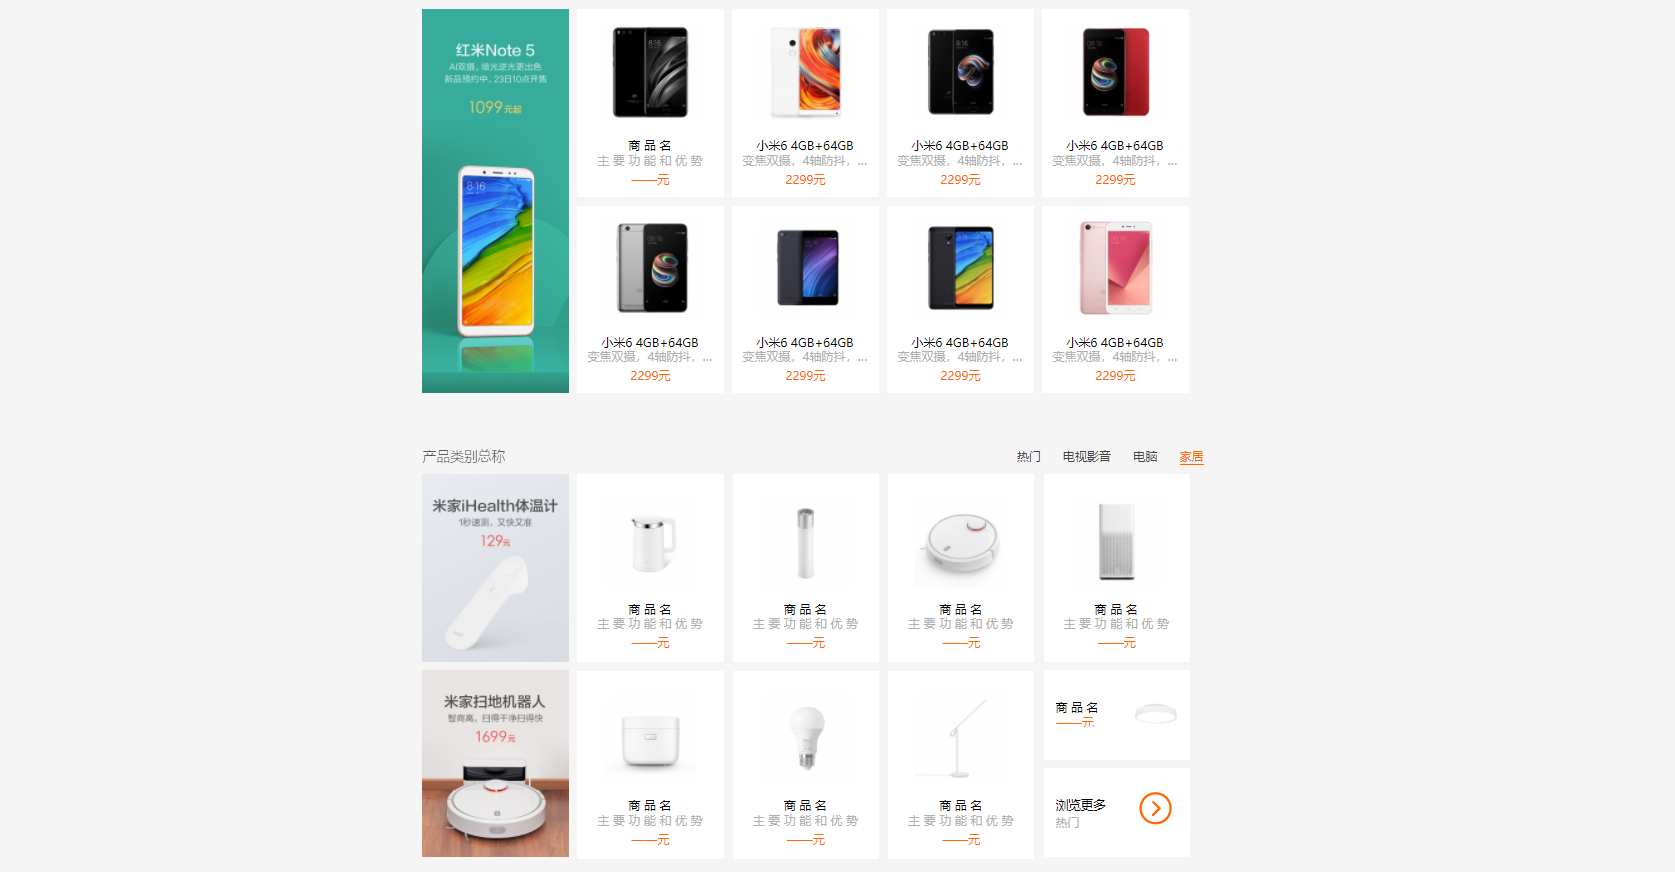 红米Note 5
AI双摄，暗光逆光更出色
新品预约中，23日10点开售
1099元起
8:16
商 品 名
主 要 功 能 和 优 势
——元
小米6 4GB+64GB
变焦双摄，4轴防抖，...
2299元
小米6 4GB+64GB
变焦双摄，4轴防抖，...
2299元
小米6 4GB+64GB
变焦双摄，4轴防抖，...
2299元
小米6 4GB+64GB
变焦双摄，4轴防抖，...
2299元
小米6 4GB+64GB
变焦双摄，4轴防抖，...
2299元
小米6 4GB+64GB
变焦双摄，4轴防抖，...
2299元
小米6 4GB+64GB
变焦双摄，4轴防抖，...
2299元
产品类别总称
热门 电视影音 电脑 家居
米家iHealth体温计
1秒速测，又快又准
129元
商 品 名
主 要 功 能 和 优 势
——元
商 品 名
主 要 功 能 和 优 势
——元
商 品 名
主 要 功 能 和 优 势
——元
商 品 名
主 要 功 能 和 优 势
——元
米家扫地机器人
智商高，扫得干净扫得快
1699元
商 品 名
主 要 功 能 和 优 势
——元
商 品 名
主 要 功 能 和 优 势
——元
商 品 名
主 要 功 能 和 优 势
——元
商 品 名
——元
浏览更多
热门